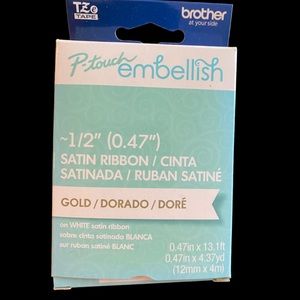 TZe
TAPE
brother
at your side
P-touch
embellish
~1/2" (0.47")
SATIN RIBBON / CINTA
SATINADA / RUBAN SATINÉ
GOLD / DORADO / DORÉ
on WHITE satin ribbon
sobre cinta satinada BLANCA
sur ruban satiné BLANC
0.47in x 13.1ft
0.47in x 4.37yd
(12mm x 4m)